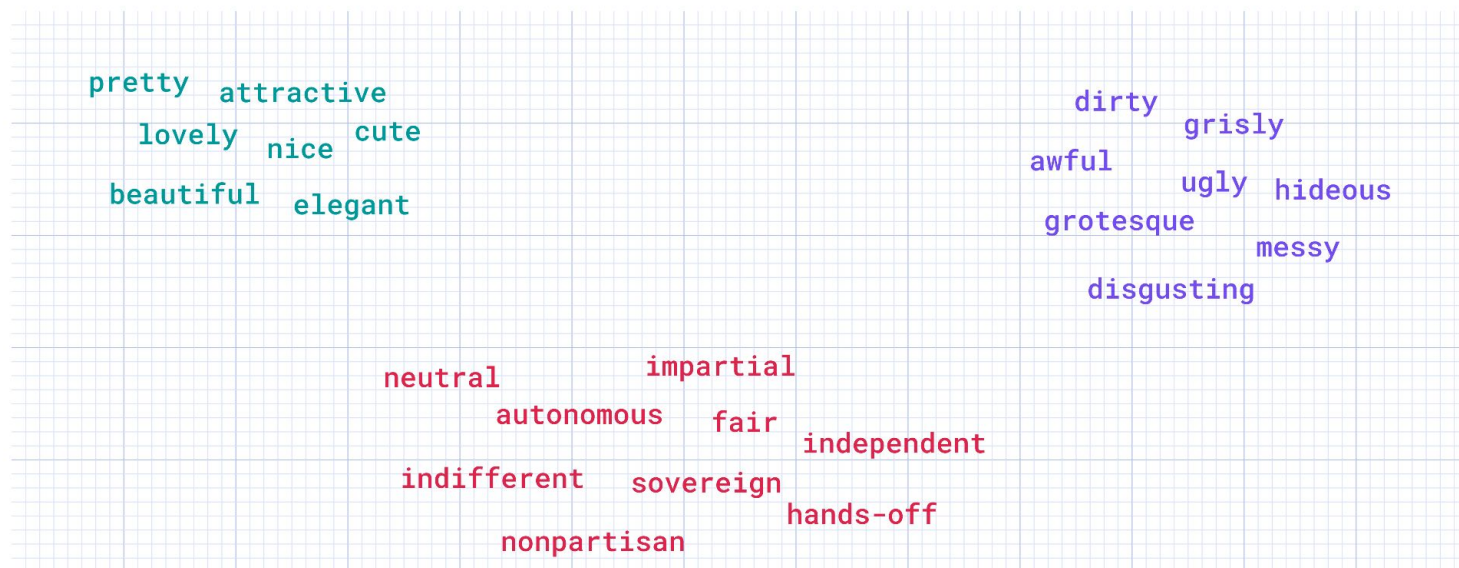 pretty
attractive
lovely
nice
cute
beautiful
elegant
dirty
grisly
awful
ugly
hideous
grotesque
messy
disgusting
neutral
impartial
autonomous
fair
independent
indifferent
sovereign
hands-off
nonpartisan